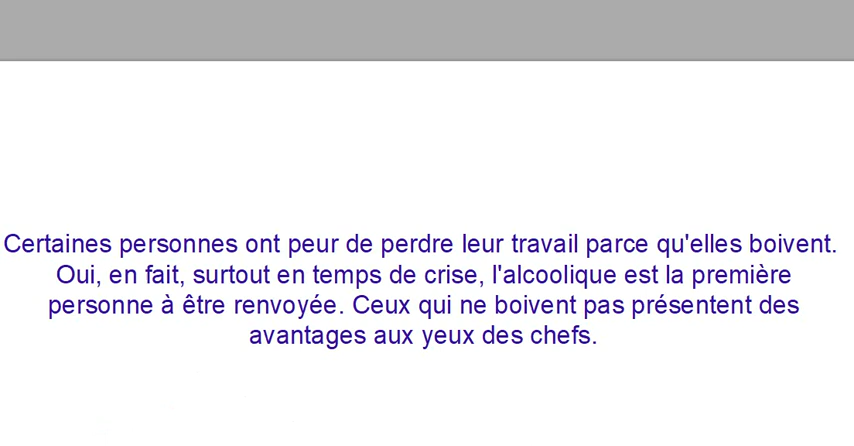 Certaines personnes ont peur de perdre leur travail parce qu'elles boivent.
Oui, en fait, surtout en temps de crise, l'alcoolique est la première
personne à être renvoyée. Ceux qui ne boivent pas présentent des
avantages aux yeux des chefs.